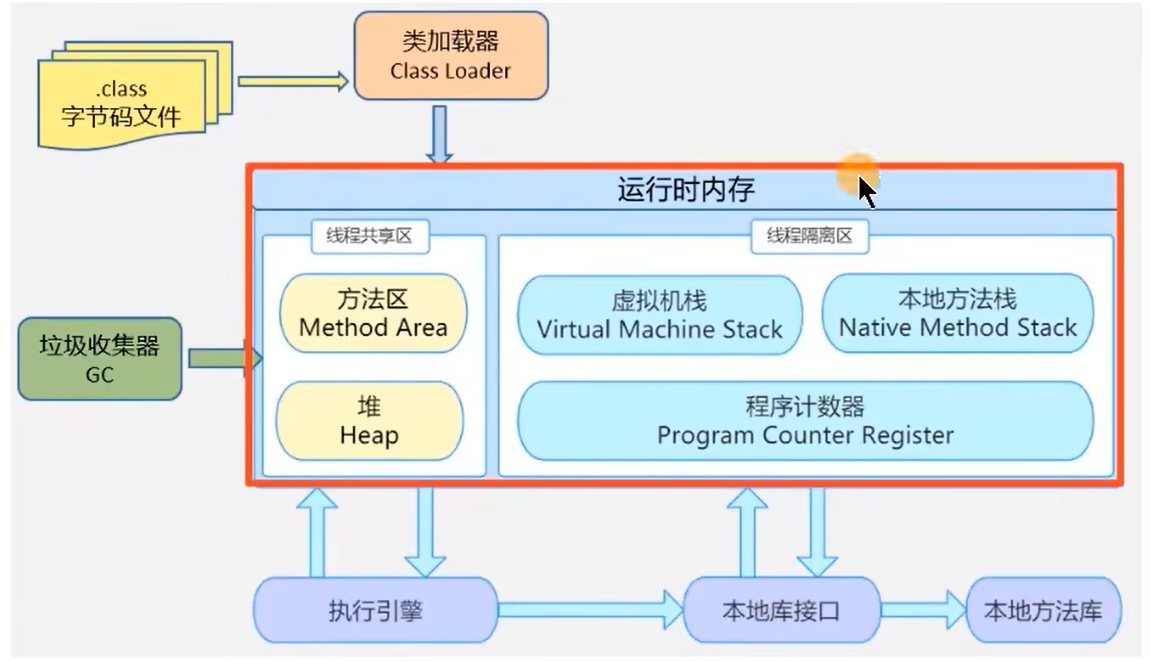 类加载器
Class Loader
.class
字节码文件
运行时内存
线程共享区
线程隔离区
方法区
Method Area
虚拟机栈
Virtual Machine Stack
本地方法栈
Native Method Stack
垃圾收集器
GC
堆
Heap
程序计数器
Program Counter Register
执行引擎
本地库接口
本地方法库